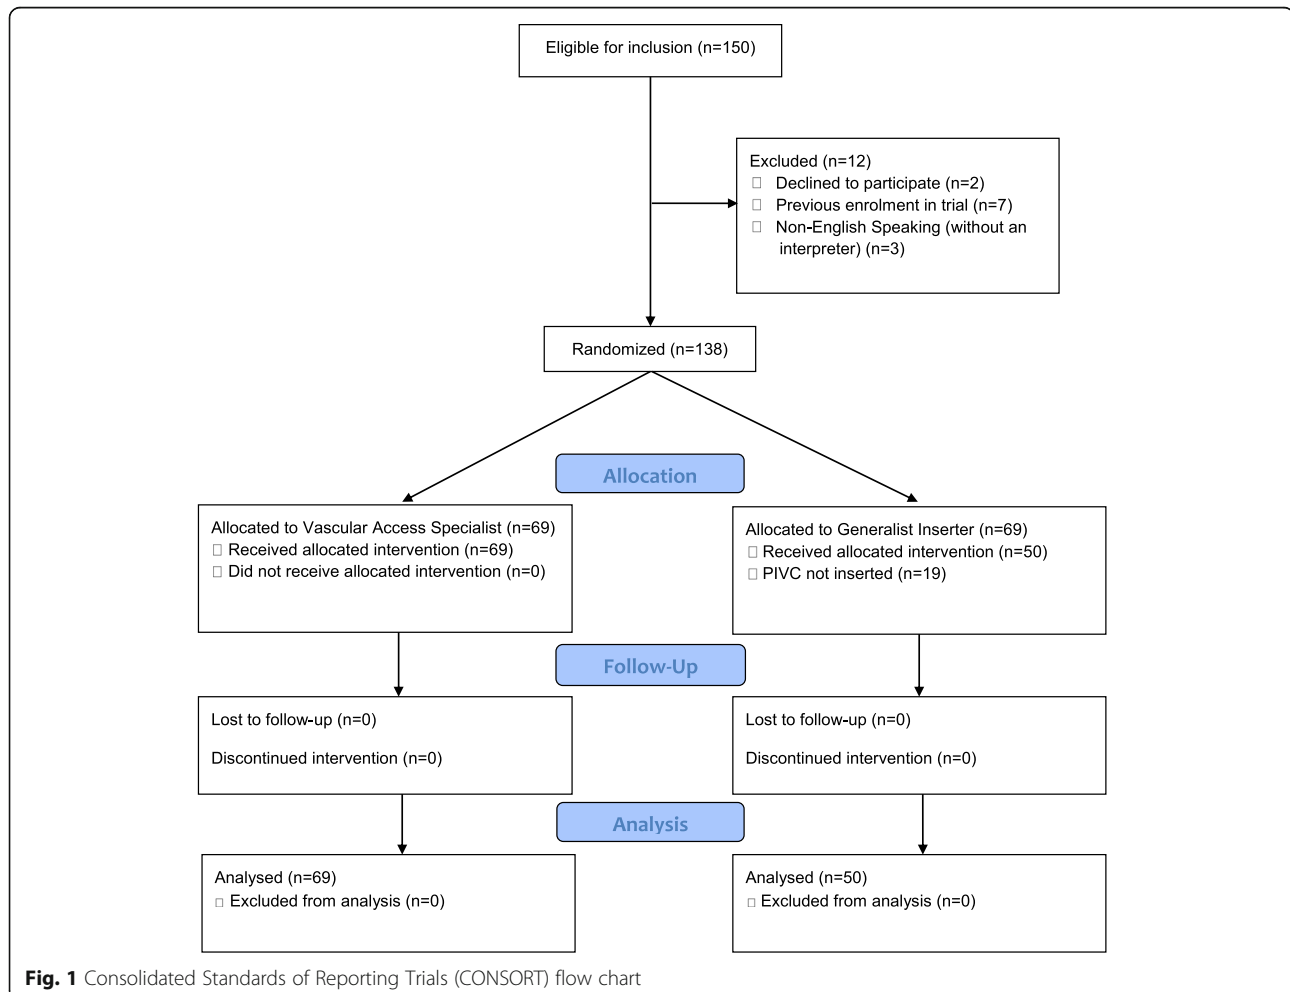 Eligible for inclusion (n=150)
Excluded (n=12)
Declined to participate (n=2)
Previous enrolment in trial (n=7)
Non-English Speaking (without an
interpreter) (n=3)
Randomized (n=138)
Allocation
Allocated to Vascular Access Specialist (n=69)
Received allocated intervention (n=69)
Did not receive allocated intervention (n=0)
Allocated to Generalist Inserter (n=69)
Received allocated intervention (n=50)
PIVC not inserted (n=19)
Follow-Up
Lost to follow-up (n=0)
Discontinued intervention (n=0)
Lost to follow-up (n=0)
Discontinued intervention (n=0)
Analysis
Analysed (n=69)
Excluded from analysis (n=0)
Analysed (n=50)
Excluded from analysis (n=0)
Fig. 1 Consolidated Standards of Reporting Trials (CONSORT) flow chart